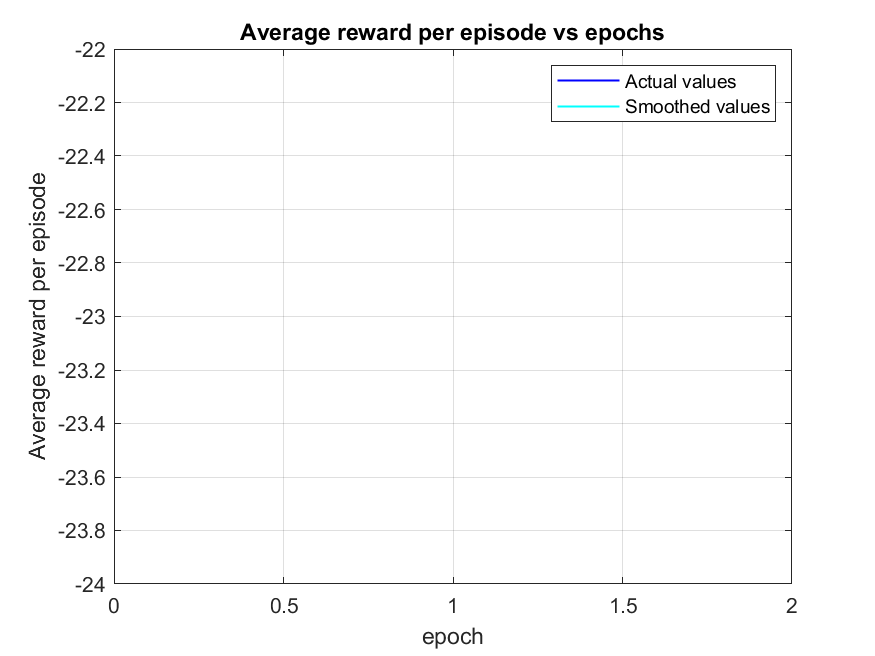 Average reward per episode vs epochs
Actual values
Smoothed values
Average reward per episode
-22
-22.2
-22.4
-22.6
-22.8
-23
-23.2
-23.4
-23.6
-23.8
-24
0 0.5 1 1.5 2
epoch